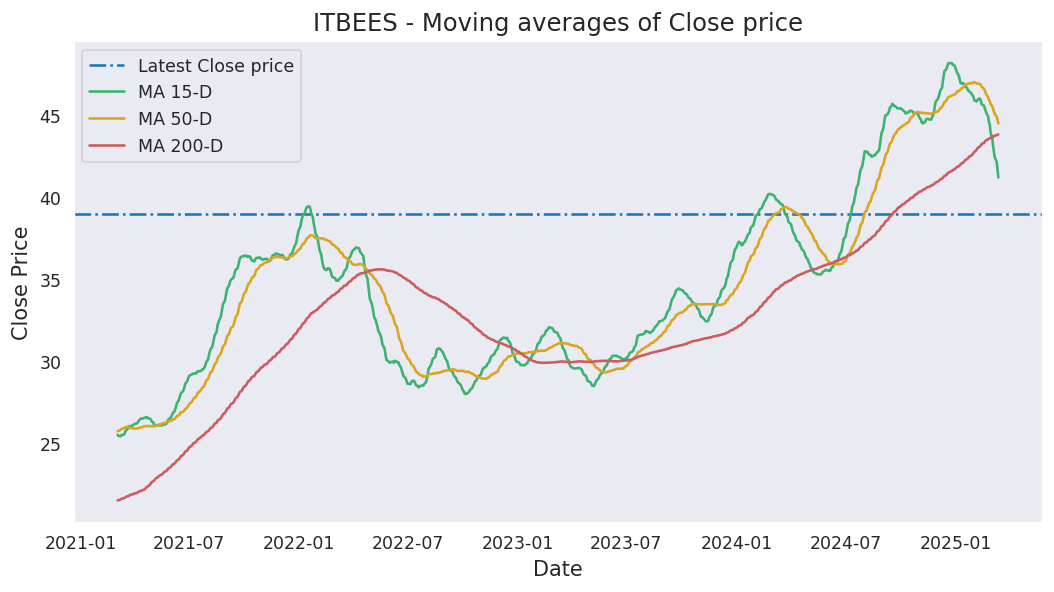 ITBEES - Moving averages of Close price
Latest Close price
MA 15-D
MA 50-D
MA 200-D
Close Price
45
40
35
30
25
2021-01 2021-07 2022-01 2022-07 2023-01 2023-07 2024-01 2024-07 2025-01
Date